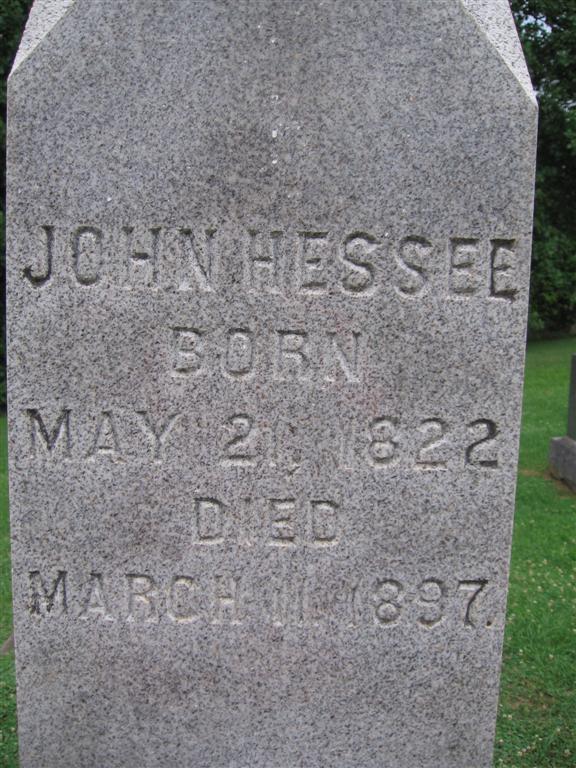 JOHN HESSEE
BORN
MAY 21, 1822
DIED
MARCH 11, 1897.